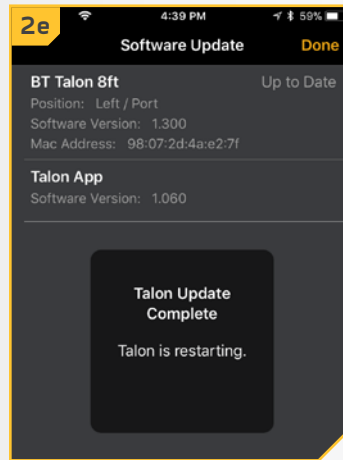 2e
4:39 PM
59%
Software Update
Done
BT Talon 8ft
Up to Date
Position: Left / Port
Software Version: 1.300
Mac Address: 98:07:2d:4a:e2:7f
Talon App
Software Version: 1.060
Talon Update
Complete
Talon is restarting.